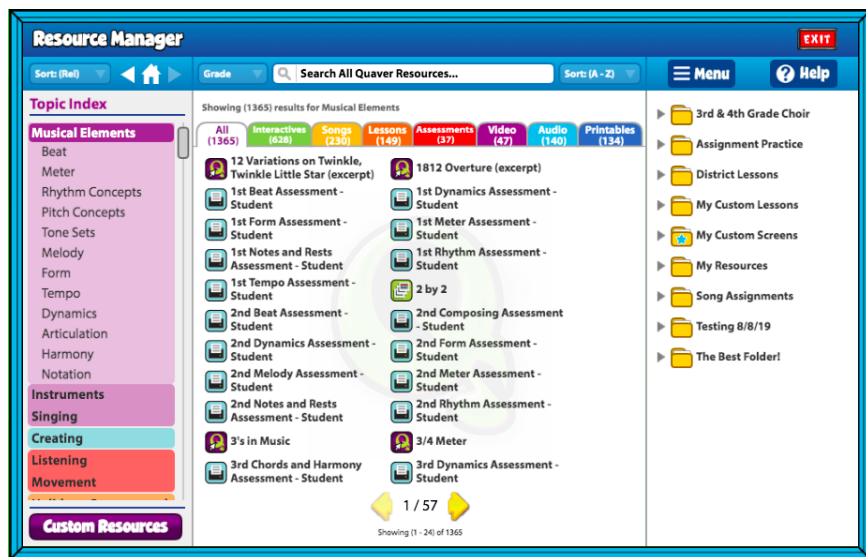 Resource Manager
EXIT
Sort: (Rel)
Grade
Search All Quaver Resources...
Sort: (A - Z)
Menu
Help
Topic Index
Musical Elements
Beat
Meter
Rhythm Concepts
Pitch Concepts
Tone Sets
Melody
Form
Tempo
Dynamics
Articulation
Harmony
Notation
Instruments
Singing
Creating
Listening
Movement
Custom Resources
Showing (1365) results for Musical Elements
All
(1365)
Interactives
(628)
Songs
(230)
Lessons
(149)
Assessments
(37)
Video
(47)
Audio
(140)
Printables
(134)
12 Variations on Twinkle,
Twinkle Little Star (excerpt)
1812 Overture (excerpt)
1st Beat Assessment -
Student
1st Dynamics Assessment -
Student
1st Form Assessment -
Student
1st Meter Assessment -
Student
1st Notes and Rests
Assessment - Student
1st Rhythm Assessment -
Student
1st Tempo Assessment -
Student
2 by 2
2nd Beat Assessment -
Student
2nd Composing Assessment
- Student
2nd Dynamics Assessment -
Student
2nd Form Assessment -
Student
2nd Melody Assessment -
Student
2nd Meter Assessment -
Student
2nd Notes and Rests
Assessment - Student
2nd Rhythm Assessment -
Student
3's in Music
3/4 Meter
3rd Chords and Harmony
Assessment - Student
3rd Dynamics Assessment -
Student
1 / 57
Showing (1 - 24) of 1365
3rd & 4th Grade Choir
Assignment Practice
District Lessons
My Custom Lessons
My Custom Screens
My Resources
Song Assignments
Testing 8/8/19
The Best Folder!